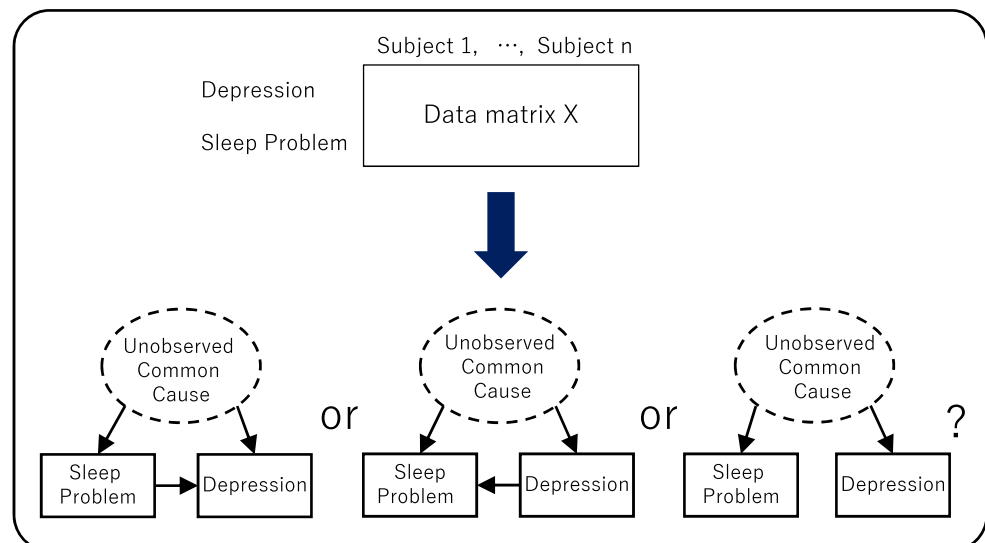 Subject 1, ⋯, Subject n
Depression
Data matrix X
Sleep Problem
Unobserved
Common
Cause
Unobserved
Common
Cause
Unobserved
Common
Cause
or
or
?
Sleep
Problem
Depression
Sleep
Problem
Depression
Sleep
Problem
Depression